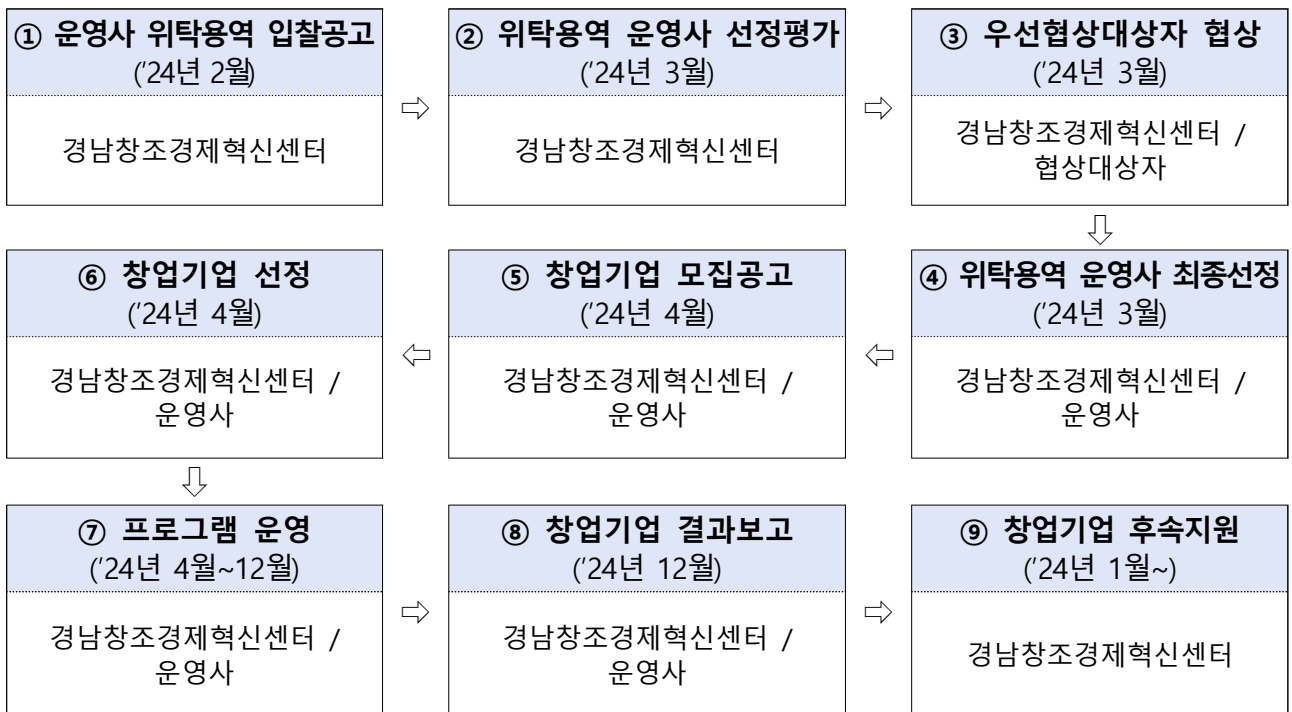 ① 운영사 위탁용역 입찰공고
('24년 2월)
경남창조경제혁신센터
② 위탁용역 운영사 선정평가
('24년 3월)
경남창조경제혁신센터
③ 우선협상대상자 협상
('24년 3월)
경남창조경제혁신센터 /
협상대상자
④ 위탁용역 운영사 최종선정
('24년 3월)
경남창조경제혁신센터 /
운영사
⑤ 창업기업 모집공고
('24년 4월)
경남창조경제혁신센터 /
운영사
⑥ 창업기업 선정
('24년 4월)
경남창조경제혁신센터 /
운영사
⑦ 프로그램 운영
('24년 4월~12월)
경남창조경제혁신센터 /
운영사
⑧ 창업기업 결과보고
('24년 12월)
경남창조경제혁신센터 /
운영사
⑨ 창업기업 후속지원
('24년 1월~)
경남창조경제혁신센터